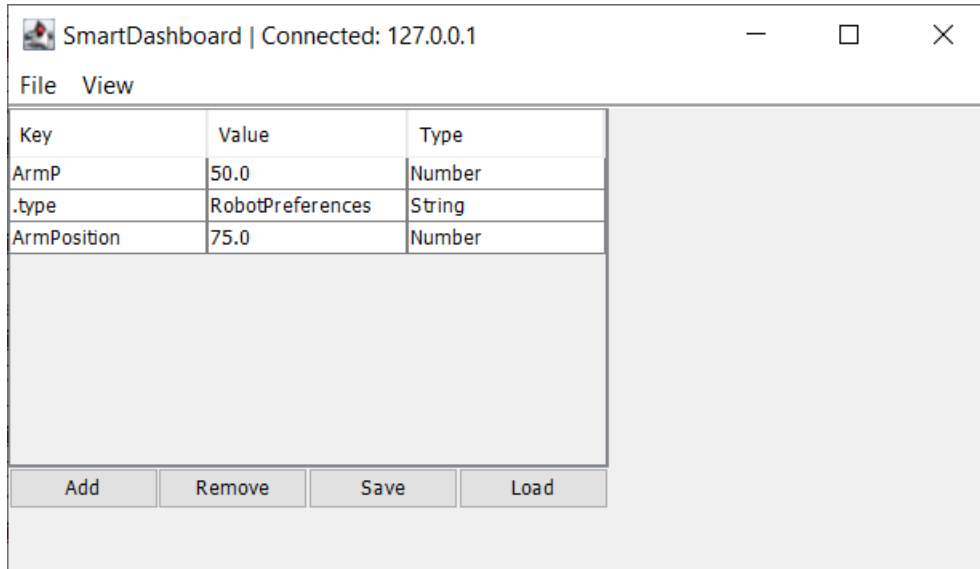 SmartDashboard | Connected: 127.0.0.1
File View
Key Value Type
ArmP 50.0 Number
.type RobotPreferences String
ArmPosition 75.0 Number
Add Remove Save Load